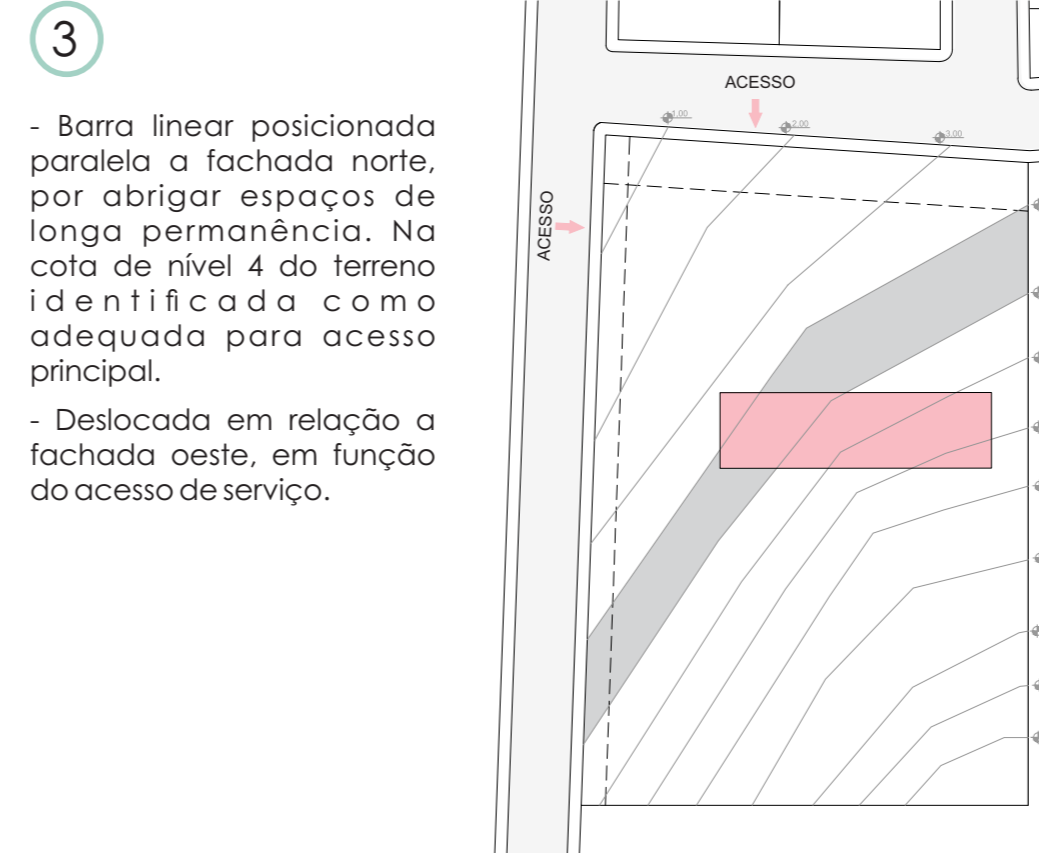 3
- Barra linear posicionada
paralela a fachada norte,
por abrigar espaços de
longa permanência. Na
cota de nível 4 do terreno
identificada como
adequada para acesso
principal.
- Deslocada em relação a
fachada oeste, em função
do acesso de serviço.
ACESSO
1.00
2.00
3.00
ACESSO